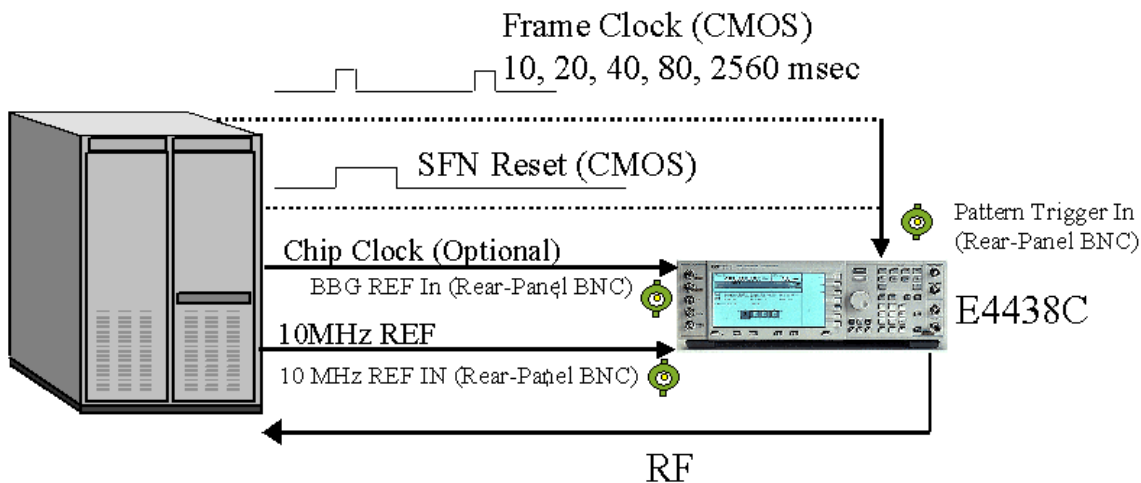 Frame Clock (CMOS)
10, 20, 40, 80, 2560 msec
SFN Reset (CMOS)
Pattern Trigger In
(Rear-Panel BNC)
Chip Clock (Optional)
BBG REF In (Rear-Panel BNC)
E4438C
10MHz REF
10 MHz REF IN (Rear-Panel BNC)
RF